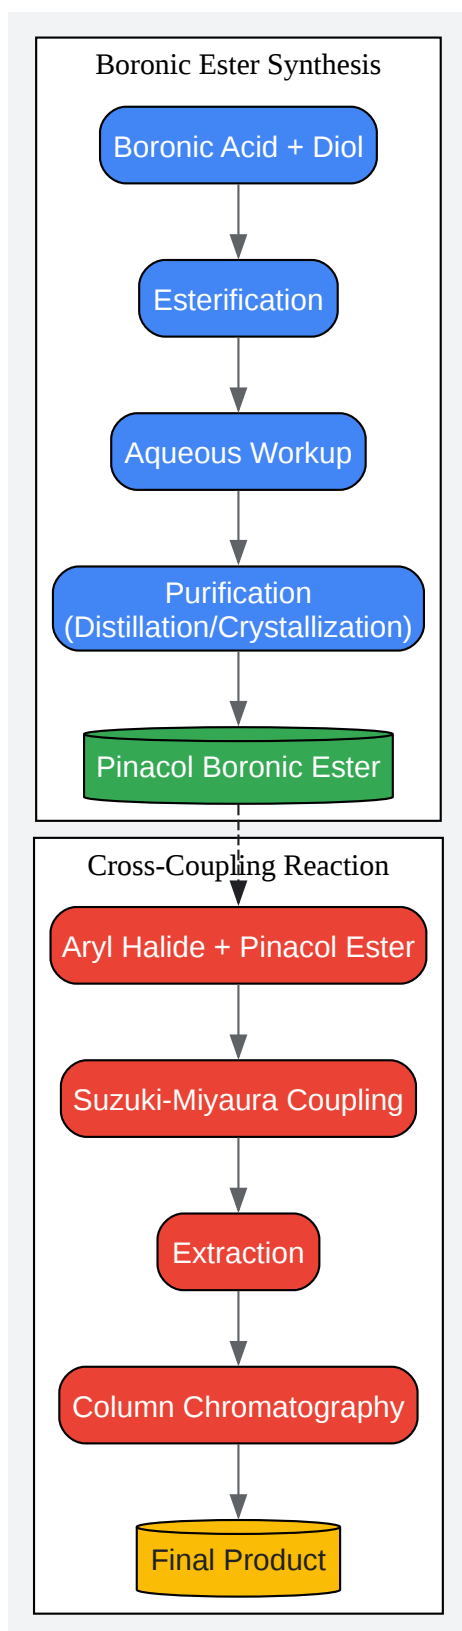 Boronic Ester Synthesis
Boronic Acid + Diol
Esterification
Aqueous Workup
Purification
(Distillation/Crystallization)
Pinacol Boronic Ester
Cross-Coupling Reaction
Aryl Halide + Pinacol Ester
Suzuki-Miyaura Coupling
Extraction
Column Chromatography
Final Product